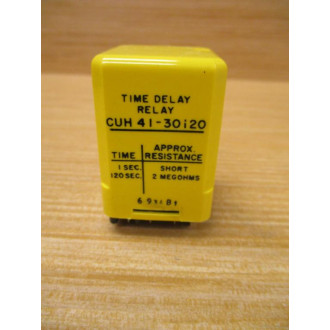 TIME DELAY
RELAY
CUH 41-30120
TIME APPROX. RESISTANCE
1 SEC. SHORT
120 SEC. 2 MEGOHMS